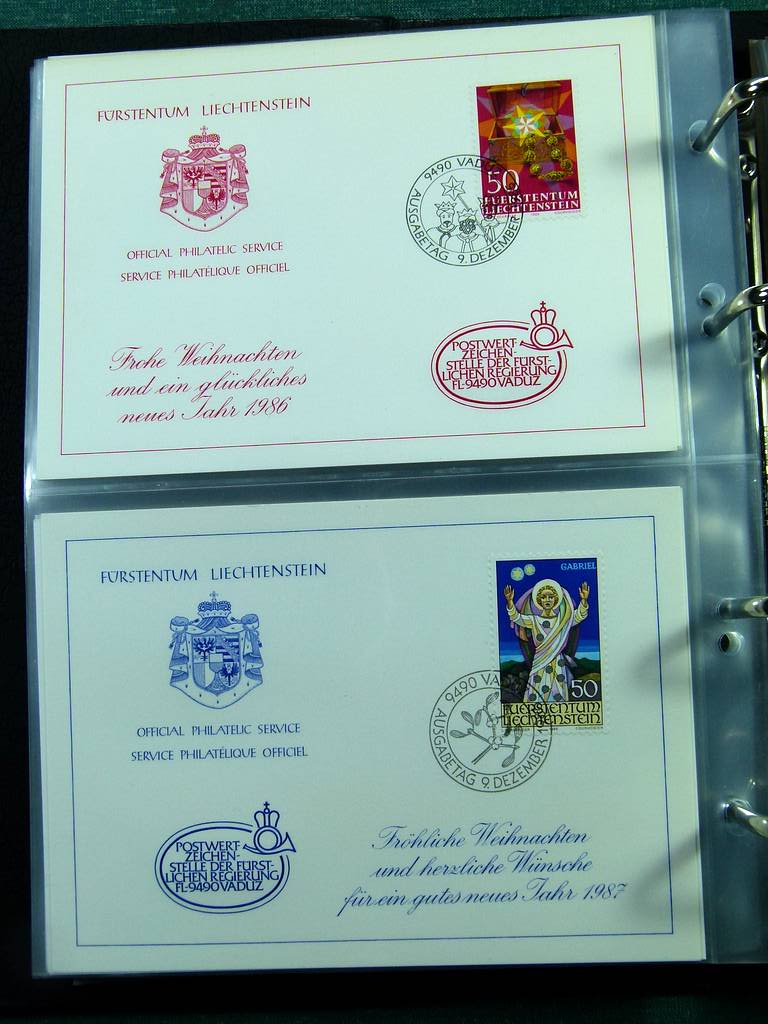 FÜRSTENTUM LIECHTENSTEIN
OFFICIAL PHILATELIC SERVICE
SERVICE PHILATÉLIQUE OFFICIEL
50
FUERSTENTUM
LIECHTENSTEIN
9490 VADUZ
AUSGABETAG 9. DEZEMBER
Frohe Weihnachten
und ein glückliches
neues Jahr 1986
POSTWERT-
ZEICHEN-
STELLE DER FÜRST-
LICHEN REGIERUNG
FL-9490 VADUZ
FÜRSTENTUM LIECHTENSTEIN
OFFICIAL PHILATELIC SERVICE
SERVICE PHILATÉLIQUE OFFICIEL
GABRIEL
50
FUERSTENTUM
LIECHTENSTEIN
9490 VA
AUSGABETAG 9. DEZEMBER
POSTWERT-
ZEICHEN-
STELLE DER FÜRST-
LICHEN REGIERUNG
FL-9490 VADUZ
Fröhliche Weihnachten
und herzliche Wünsche
für ein gutes neues Jahr 1987